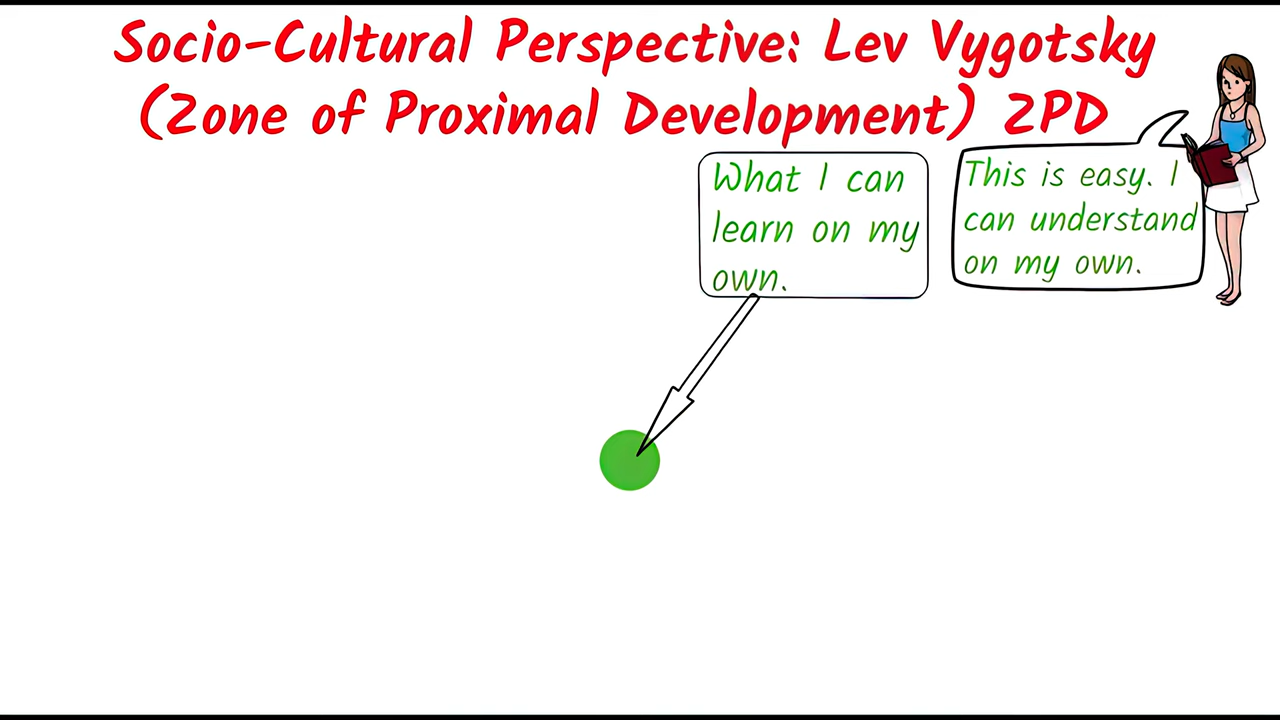 Socio-Cultural Perspective: Lev Vygotsky
(Zone of Proximal Development) ZPD
What I can
learn on my
own.
This is easy. I
can understand
on my own.